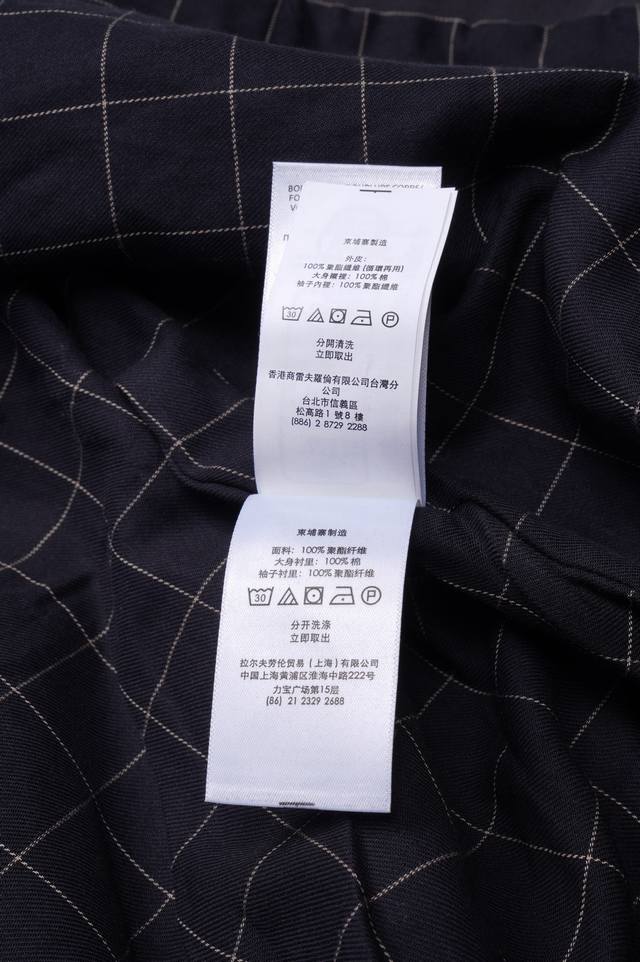 柬埔寨製造
外皮:
100% 聚酯纖維 (循環再用)
大身襯裡: 100% 棉
袖子內裡: 100% 聚酯纖維
30 P
分開清洗
立即取出
香港商雷夫羅倫有限公司台灣分
公司
台北市信義區
松高路1 號8 樓
(886) 2 8729 2288
柬埔寨制造
面料: 100% 聚酯纤维
大身衬里: 100% 棉
袖子衬里: 100% 聚酯纤维
30 P
分开洗涤
立即取出
拉尔夫劳伦贸易 (上海) 有限公司
中国上海黄浦区淮海中路222号
力宝广场第15层
(86) 21 2329 2688